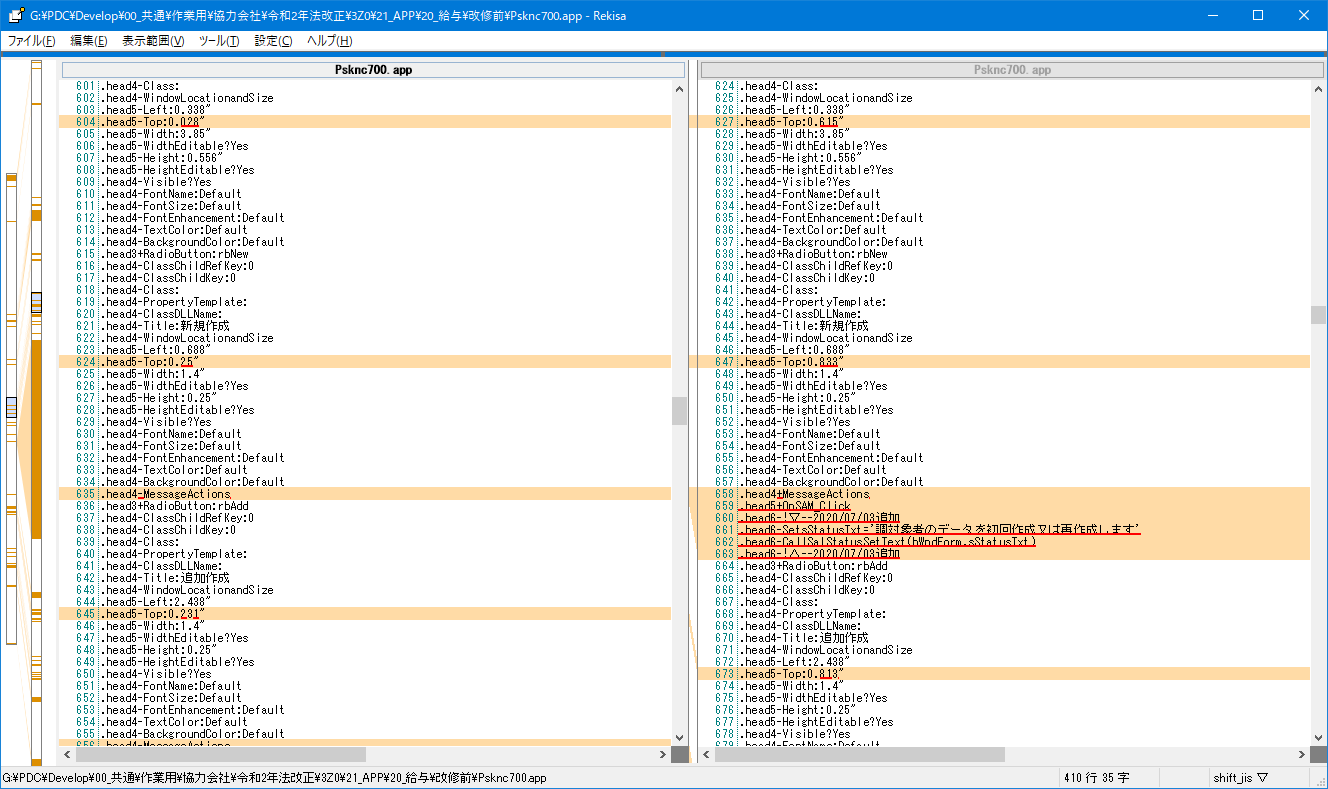 G:¥PDC¥Develop¥00_共通¥作業用¥協力会社¥令和2年法改正¥3Z0¥21_APP¥20_給与¥改修前¥Psknc700.app - Rekisa
ファイル(F) 編集(E) 表示範囲(V) ツール(T) 設定(C) ヘルプ(H)
Psknc700.app
601 .head4-Class:
602 .head4-WindowLocationandSize
603 .head5-Left:0.338"
604 .head5-Top:0.028"
605 .head5-Width:3.85"
606 .head5-WidthEditable?Yes
607 .head5-Height:0.556"
608 .head5-HeightEditable?Yes
609 .head4-Visible?Yes
610 .head4-FontName:Default
611 .head4-FontSize:Default
612 .head4-FontEnhancement:Default
613 .head4-TextColor:Default
614 .head4-BackgroundColor:Default
615 .head3+RadioButton:rbNew
616 .head4-ClassChildRefKey:0
617 .head4-ClassChildKey:0
618 .head4-Class:
619 .head4-PropertyTemplate:
620 .head4-ClassDLLName:
621 .head4-Title:新規作成
622 .head4-WindowLocationandSize
623 .head5-Left:0.688"
624 .head5-Top:0.25"
625 .head5-Width:1.4"
626 .head5-WidthEditable?Yes
627 .head5-Height:0.25"
628 .head5-HeightEditable?Yes
629 .head4-Visible?Yes
630 .head4-FontName:Default
631 .head4-FontSize:Default
632 .head4-FontEnhancement:Default
633 .head4-TextColor:Default
634 .head4-BackgroundColor:Default
635 .head4-MessageActions
636 .head3+RadioButton:rbAdd
637 .head4-ClassChildRefKey:0
638 .head4-ClassChildKey:0
639 .head4-Class:
640 .head4-PropertyTemplate:
641 .head4-ClassDLLName:
642 .head4-Title:追加作成
643 .head4-WindowLocationandSize
644 .head5-Left:2.438"
645 .head5-Top:0.231"
646 .head5-Width:1.4"
647 .head5-WidthEditable?Yes
648 .head5-Height:0.25"
649 .head5-HeightEditable?Yes
650 .head4-Visible?Yes
651 .head4-FontName:Default
652 .head4-FontSize:Default
653 .head4-FontEnhancement:Default
654 .head4-TextColor:Default
655 .head4-BackgroundColor:Default
656 .head4-MessageActions
Psknc700.app
624 .head4-Class:
625 .head4-WindowLocationandSize
626 .head5-Left:0.338"
627 .head5-Top:0.615"
628 .head5-Width:3.85"
629 .head5-WidthEditable?Yes
630 .head5-Height:0.556"
631 .head5-HeightEditable?Yes
632 .head4-Visible?Yes
633 .head4-FontName:Default
634 .head4-FontSize:Default
635 .head4-FontEnhancement:Default
636 .head4-TextColor:Default
637 .head4-BackgroundColor:Default
638 .head3+RadioButton:rbNew
639 .head4-ClassChildRefKey:0
640 .head4-ClassChildKey:0
641 .head4-Class:
642 .head4-PropertyTemplate:
643 .head4-ClassDLLName:
644 .head4-Title:新規作成
645 .head4-WindowLocationandSize
646 .head5-Left:0.688"
647 .head5-Top:0.833"
648 .head5-Width:1.4"
649 .head5-WidthEditable?Yes
650 .head5-Height:0.25"
651 .head5-HeightEditable?Yes
652 .head4-Visible?Yes
653 .head4-FontName:Default
654 .head4-FontSize:Default
655 .head4-FontEnhancement:Default
656 .head4-TextColor:Default
657 .head4-BackgroundColor:Default
658 .head4+MessageActions
659 .head5+OnSAM_Click
660 .head6-!▽--2020/07/03追加
661 .head6-SetsStatusTxt='調対象者のデータを初回作成又は再作成します'
662 .head6-CallSalStatusSetText(hWndForm,sStatusTxt)
663 .head6-!△--2020/07/03追加
664 .head3+RadioButton:rbAdd
665 .head4-ClassChildRefKey:0
666 .head4-ClassChildKey:0
667 .head4-Class:
668 .head4-PropertyTemplate:
669 .head4-ClassDLLName:
670 .head4-Title:追加作成
671 .head4-WindowLocationandSize
672 .head5-Left:2.438"
673 .head5-Top:0.813"
674 .head5-Width:1.4"
675 .head5-WidthEditable?Yes
676 .head5-Height:0.25"
677 .head5-HeightEditable?Yes
678 .head4-Visible?Yes
679 .head4-FontName:Default
G:¥PDC¥Develop¥00_共通¥作業用¥協力会社¥令和2年法改正¥3Z0¥21_APP¥20_給与¥改修前¥Psknc700.app 410 行 35 字 shift_jis ▽